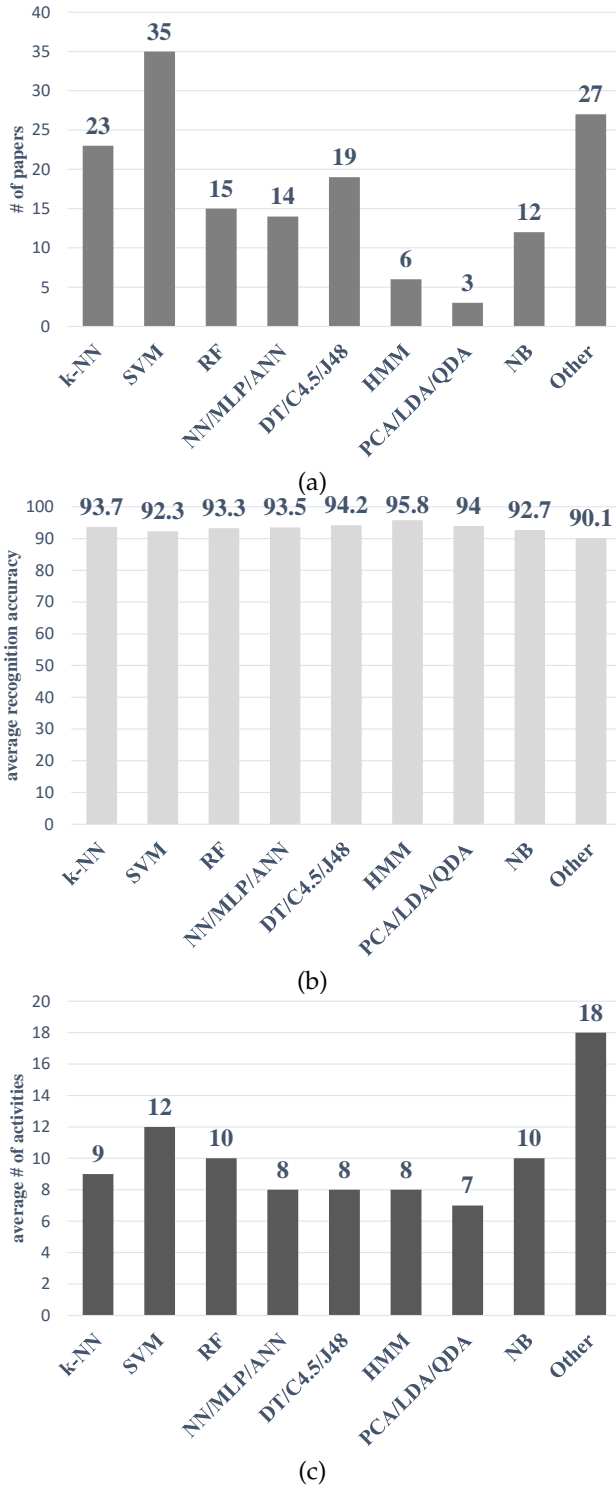 40
35
30
25
20
15
10
5
0
# of papers
23
35
15
14
19
6
3
12
27
k-NN
SVM
RF
NN/MLP/ANN
DT/C4.5/J48
HMM
PCA/LDA/QDA
NB
Other
(a)
100
90
80
70
60
50
40
30
20
10
0
average recognition accuracy
93.7
92.3
93.3
93.5
94.2
95.8
94
92.7
90.1
k-NN
SVM
RF
NN/MLP/ANN
DT/C4.5/J48
HMM
PCA/LDA/QDA
NB
Other
(b)
20
18
16
14
12
10
8
6
4
2
0
average # of activities
9
12
10
8
8
8
7
10
18
k-NN
SVM
RF
NN/MLP/ANN
DT/C4.5/J48
HMM
PCA/LDA/QDA
NB
Other
(c)